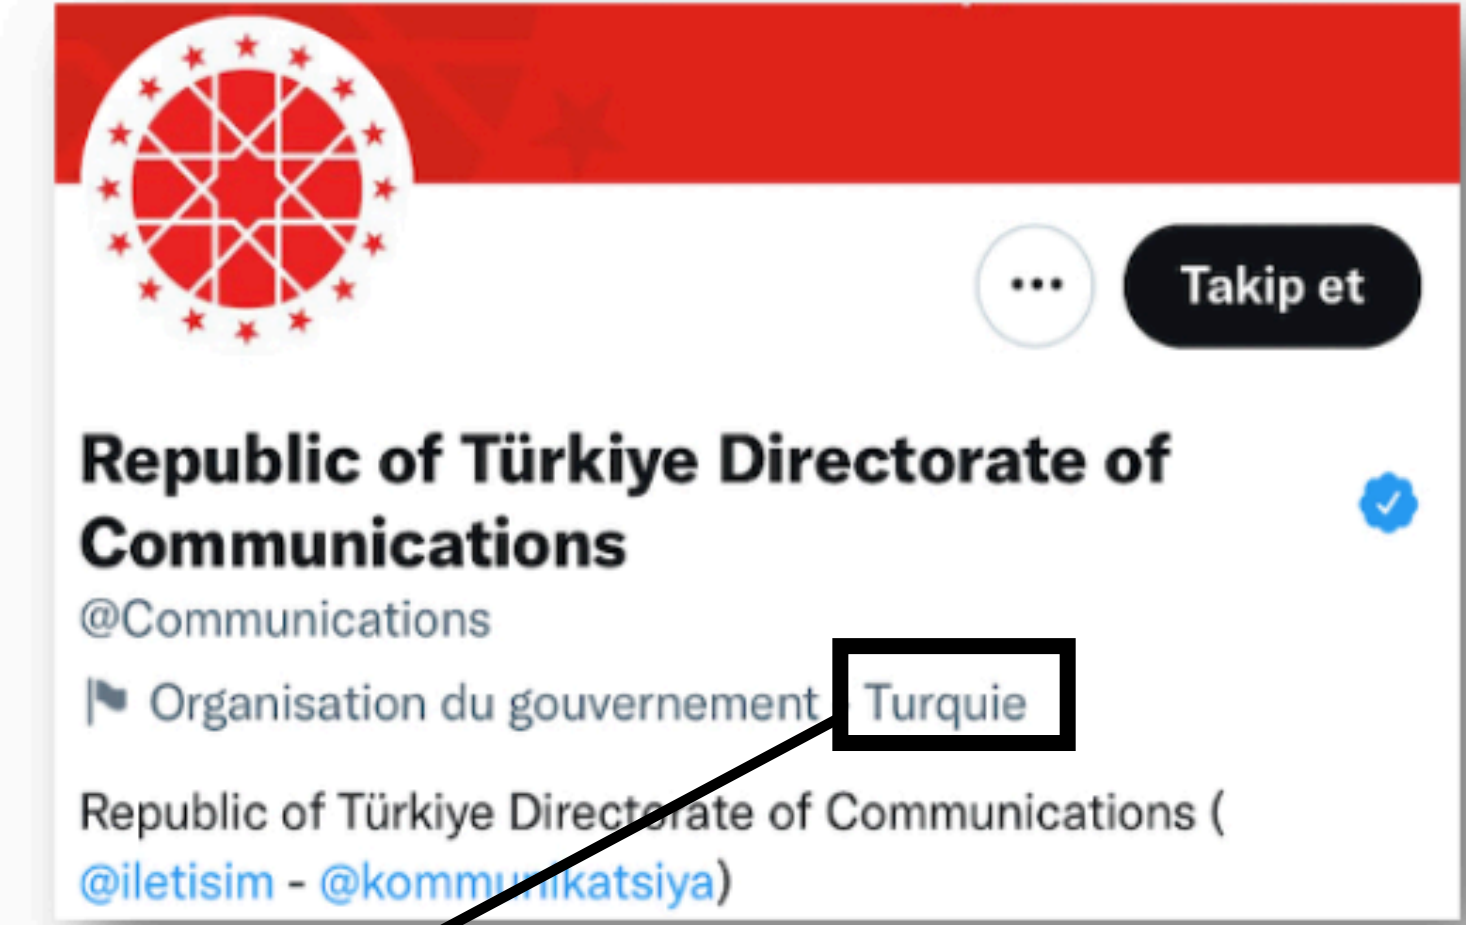 Takip et
Republic of Türkiye Directorate of
Communications
@Communications
Organisation du gouvernement Turquie
Republic of Türkiye Directorate of Communications (
@iletisim - @kommunikatsiya)